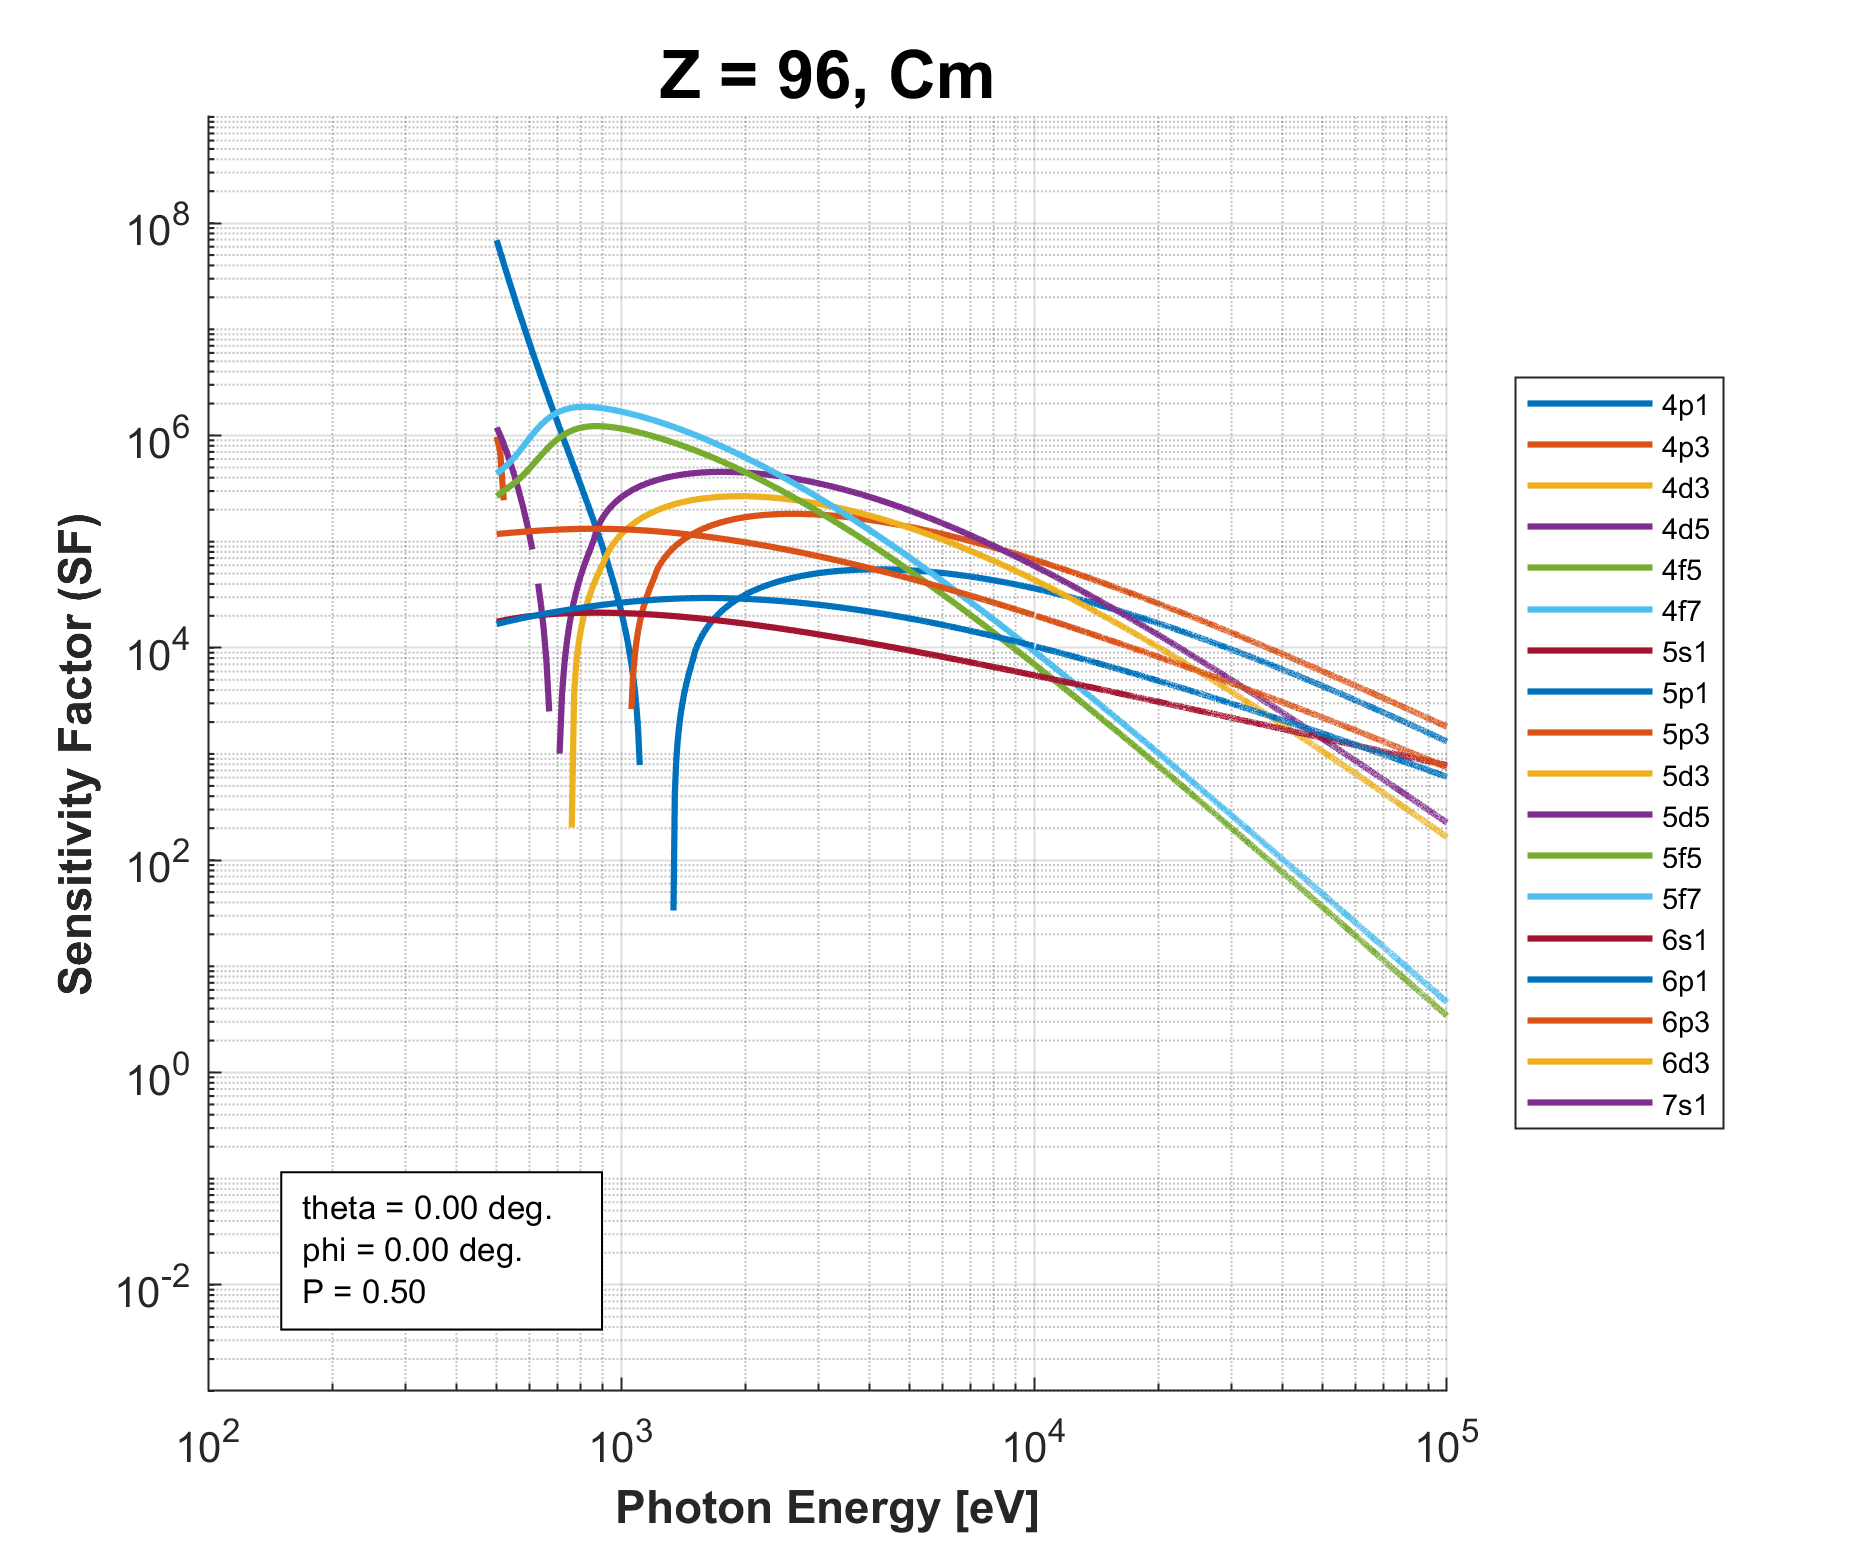 Z = 96, Cm
Sensitivity Factor (SF)
10^8
10^6
10^4
10^2
10^0
10^-2
10^2
10^3
10^4
10^5
Photon Energy [eV]
theta = 0.00 deg.
phi = 0.00 deg.
P = 0.50
4p1
4p3
4d3
4d5
4f5
4f7
5s1
5p1
5p3
5d3
5d5
5f5
5f7
6s1
6p1
6p3
6d3
7s1